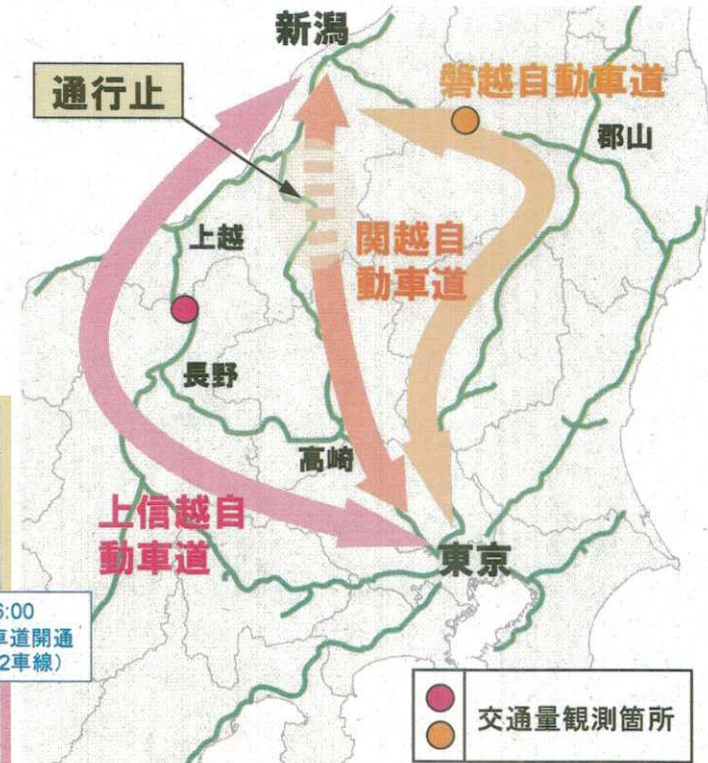 新潟
通行止
磐越自動車道
郡山
上越
関越自
動車道
長野
高崎
上信越自
動車道
東京
6:00
車道開通
2車線）
交通量観測箇所